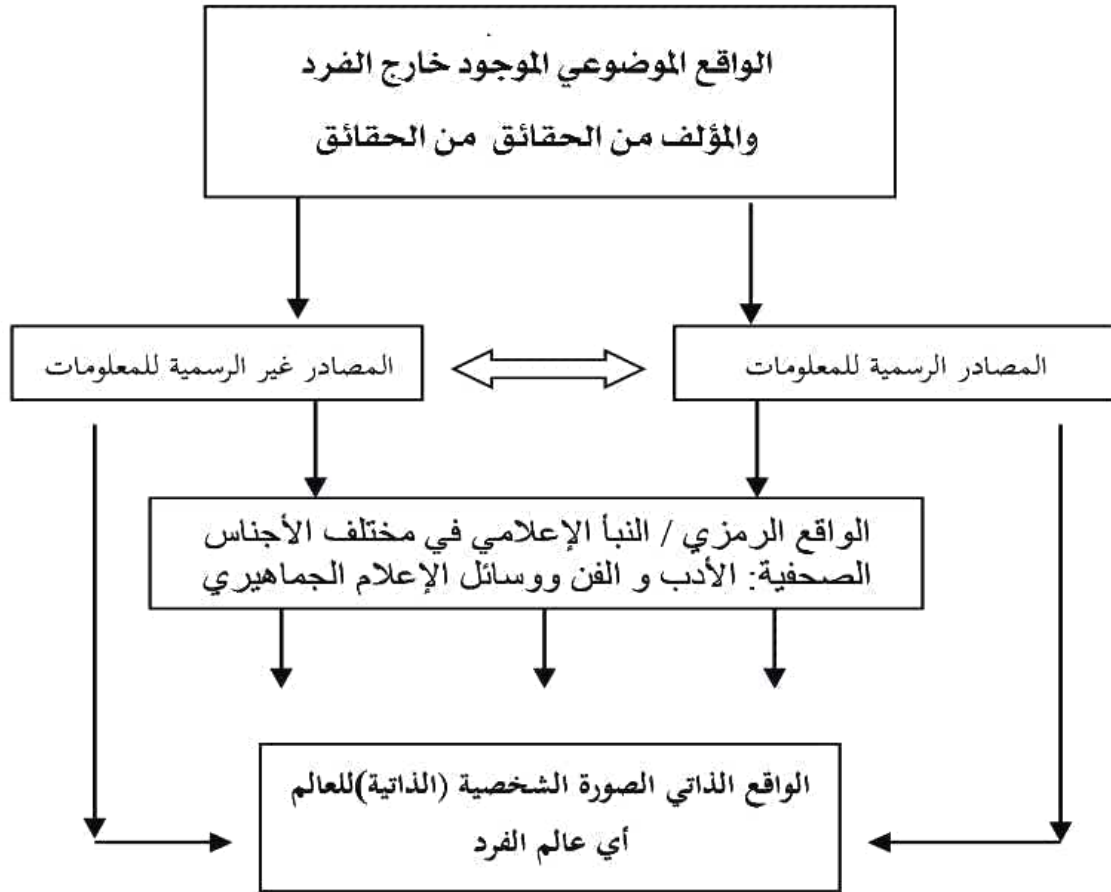 الواقع الموضوعي الموجود خارج الفرد
والمؤلف من الحقائق من الحقائق
المصادر الرسمية للمعلومات
المصادر غير الرسمية للمعلومات
الواقع الرمزي / النبأ الإعلامي في مختلف الأجناس
الصحفية: الأدب و الفن ووسائل الإعلام الجماهيري
الواقع الذاتي الصورة الشخصية (الذاتية)للعالم
أي عالم الفرد